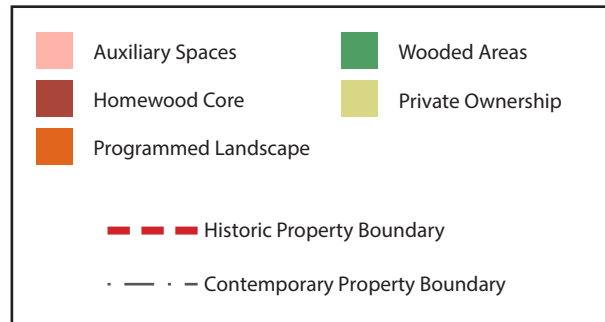 Auxiliary Spaces
Homewood Core
Programmed Landscape
Wooded Areas
Private Ownership
Historic Property Boundary
Contemporary Property Boundary